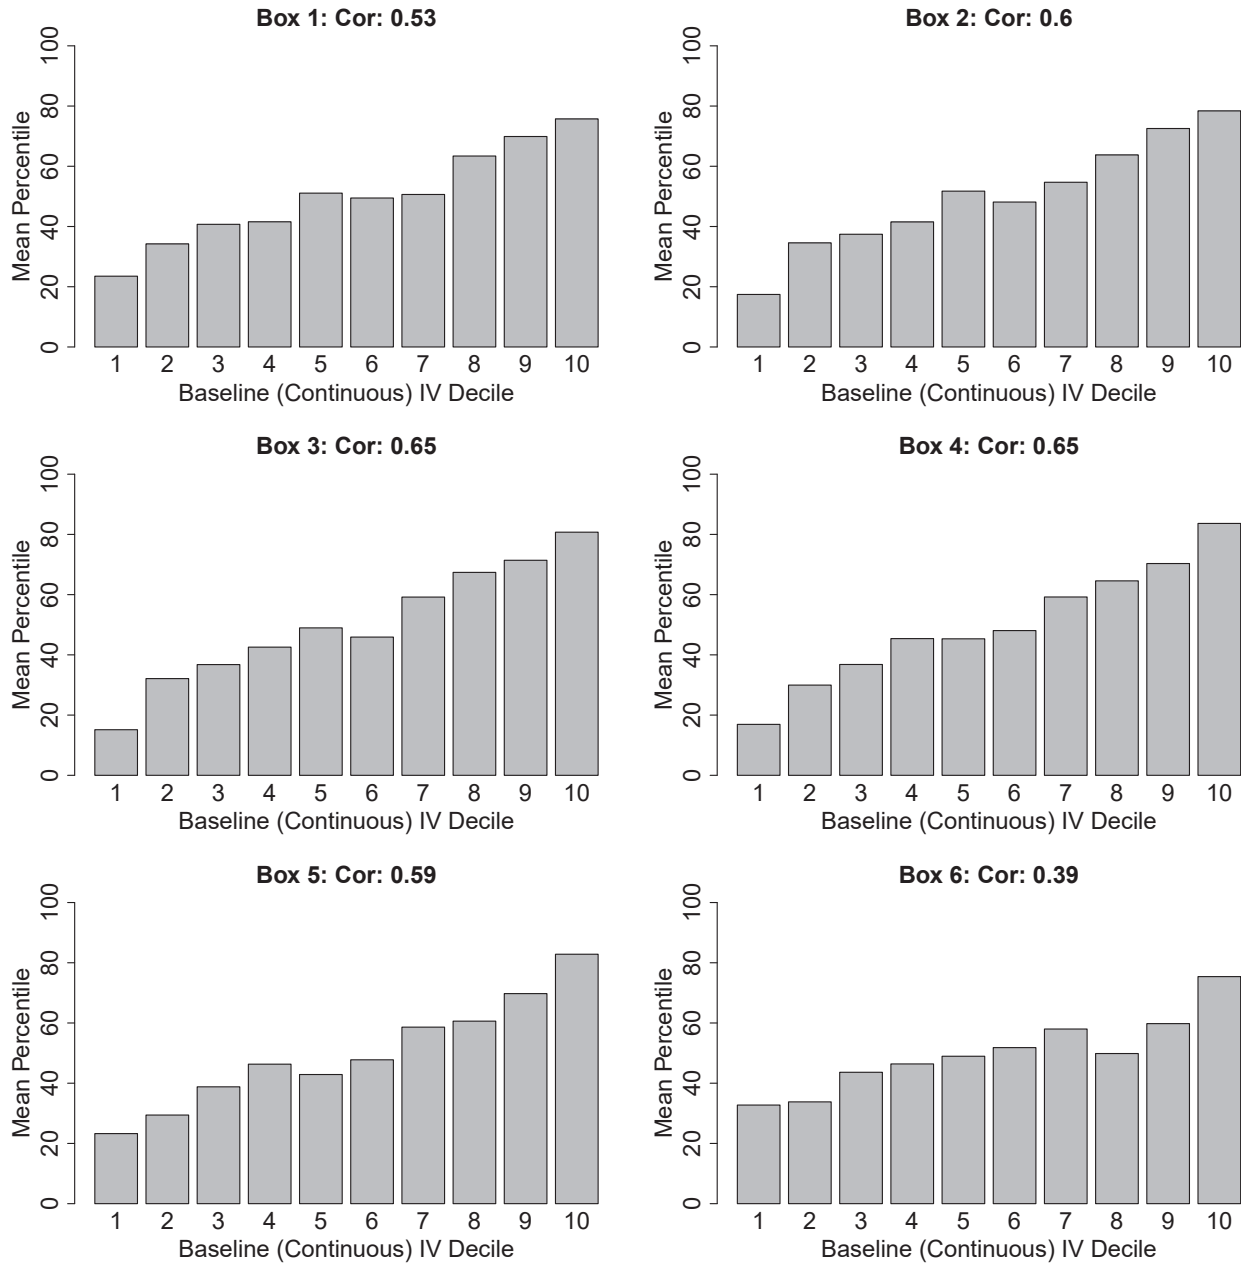 Box 1: Cor: 0.53
Mean Percentile
0 20 40 60 80 100
1 2 3 4 5 6 7 8 9 10
Baseline (Continuous) IV Decile
Box 2: Cor: 0.6
Mean Percentile
0 20 40 60 80 100
1 2 3 4 5 6 7 8 9 10
Baseline (Continuous) IV Decile
Box 3: Cor: 0.65
Mean Percentile
0 20 40 60 80 100
1 2 3 4 5 6 7 8 9 10
Baseline (Continuous) IV Decile
Box 4: Cor: 0.65
Mean Percentile
0 20 40 60 80 100
1 2 3 4 5 6 7 8 9 10
Baseline (Continuous) IV Decile
Box 5: Cor: 0.59
Mean Percentile
0 20 40 60 80 100
1 2 3 4 5 6 7 8 9 10
Baseline (Continuous) IV Decile
Box 6: Cor: 0.39
Mean Percentile
0 20 40 60 80 100
1 2 3 4 5 6 7 8 9 10
Baseline (Continuous) IV Decile